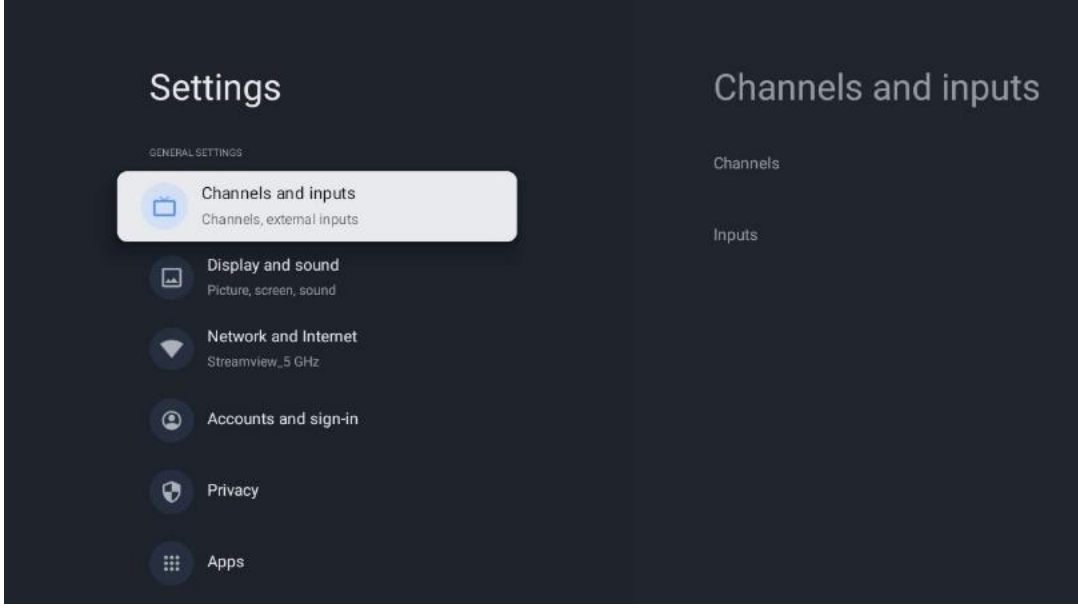 Settings
GENERAL SETTINGS
Channels and inputs
Channels, external inputs
Display and sound
Picture, screen, sound
Network and Internet
Streamview_5 GHz
Accounts and sign-in
Privacy
Apps
Channels and inputs
Channels
Inputs